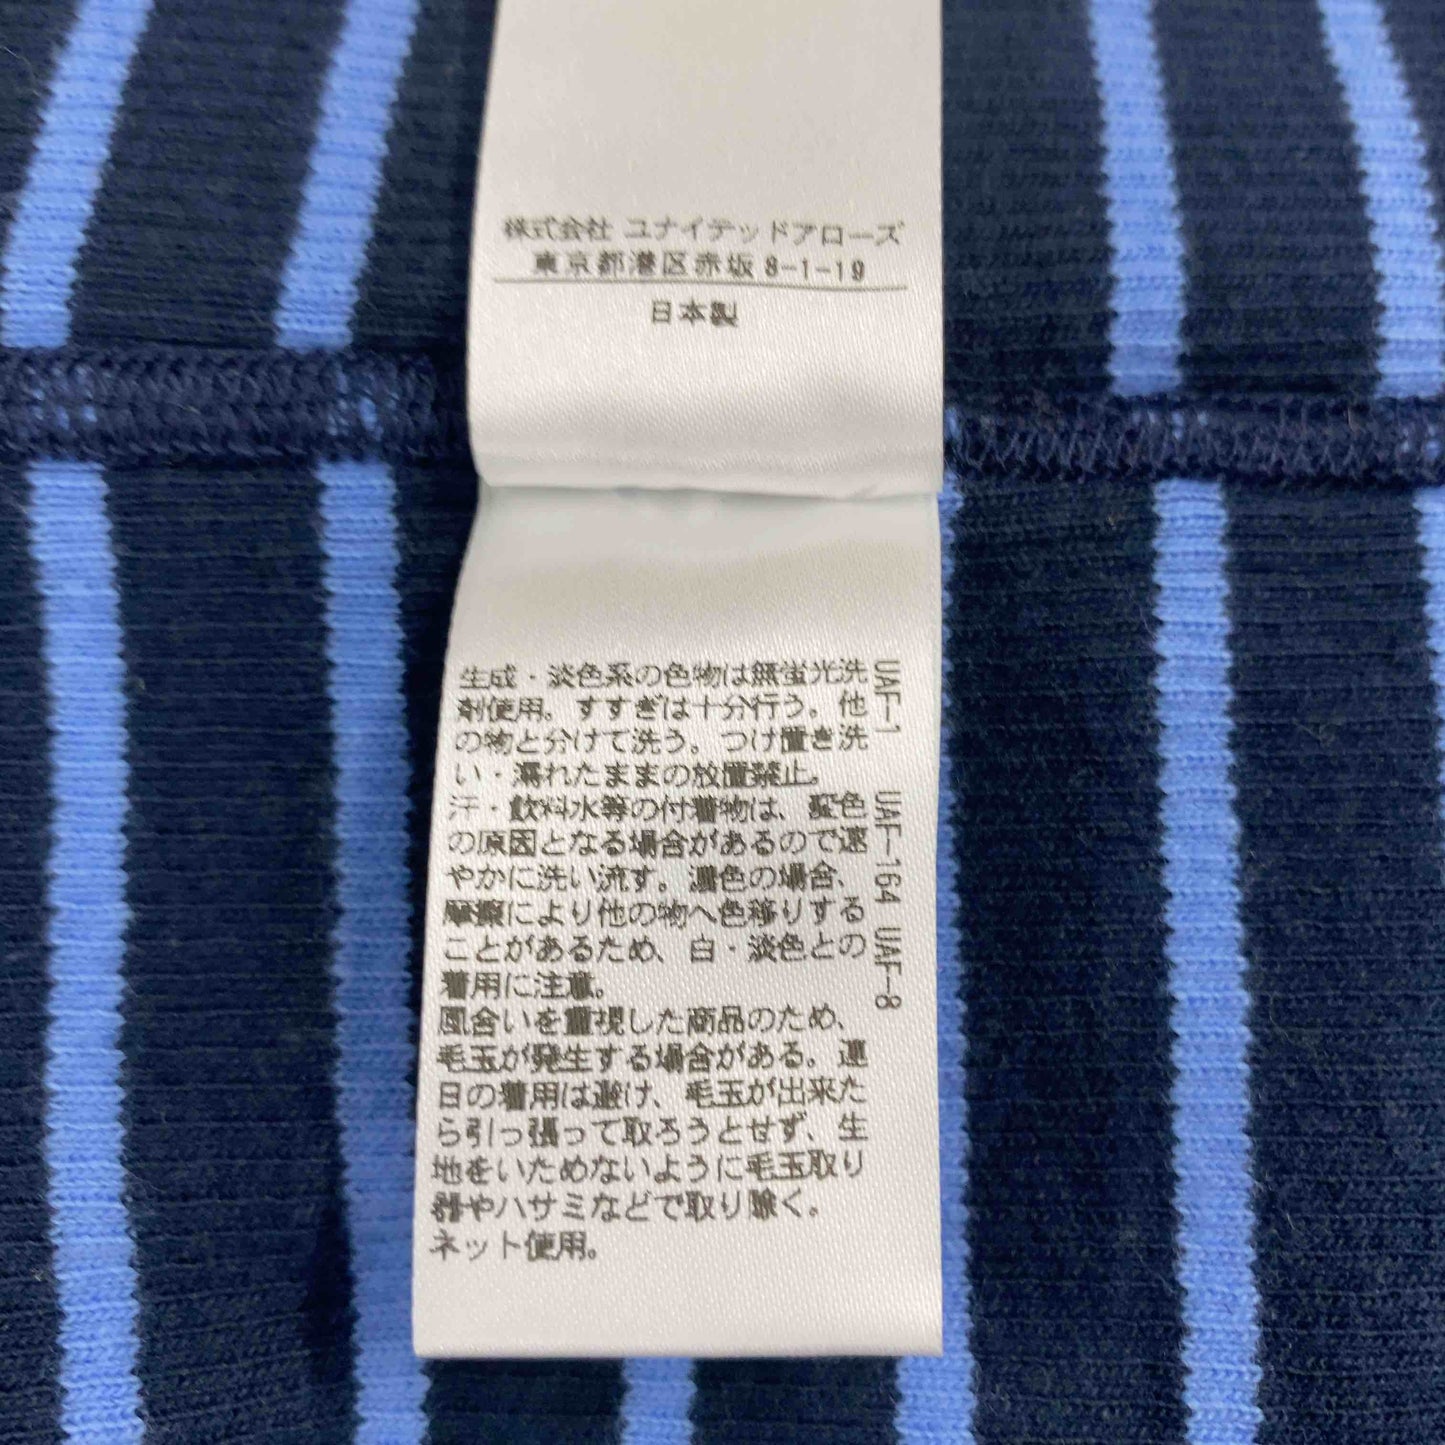 株式会社 ユナイテッドアローズ
東京都港区赤坂 8-1-19
日本製
生成・淡色系の色物は無蛍光洗
剤使用。すすぎは十分行う。他
の物と分けて洗う。つけ置き洗
い・濡れたままの放置禁止。
汗・飲料水等の付着物は、変色
の原因となる場合があるので速
やかに洗い流す。濃色の場合、
摩擦により他の物へ色移りする
ことがあるため、白・淡色との
着用に注意。
風合いを重視した商品のため、
毛玉が発生する場合がある。連
日の着用は避け、毛玉が出来た
ら引っ張って取ろうとせず、生
地をいためないように毛玉取り
器やハサミなどで取り除く。
ネット使用。
UAF-1 UAF-164 UAF-8